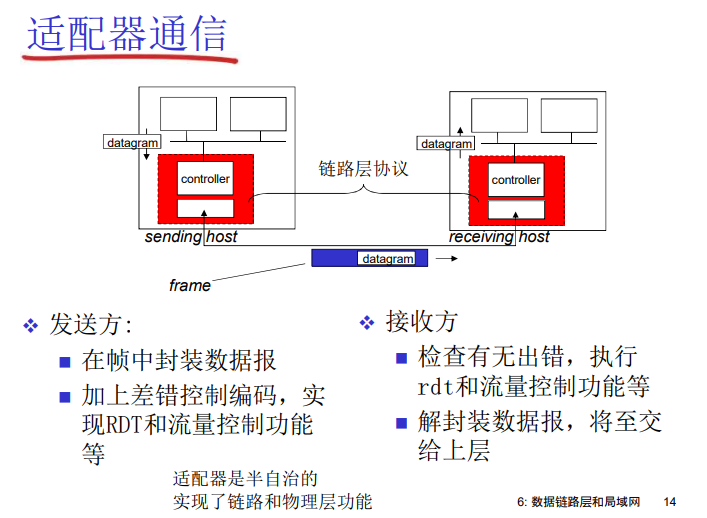 适配器通信
datagram
datagram
controller
链路层协议
controller
sending host
receiving host
datagram
frame
发送方:
在帧中封装数据报
加上差错控制编码，实
现RDT和流量控制功能
等
接收方
检查有无出错，执行
rdt和流量控制功能等
解封装数据报，将至交
给上层
适配器是半自治的
实现了链路和物理层功能
6: 数据链路层和局域网 14